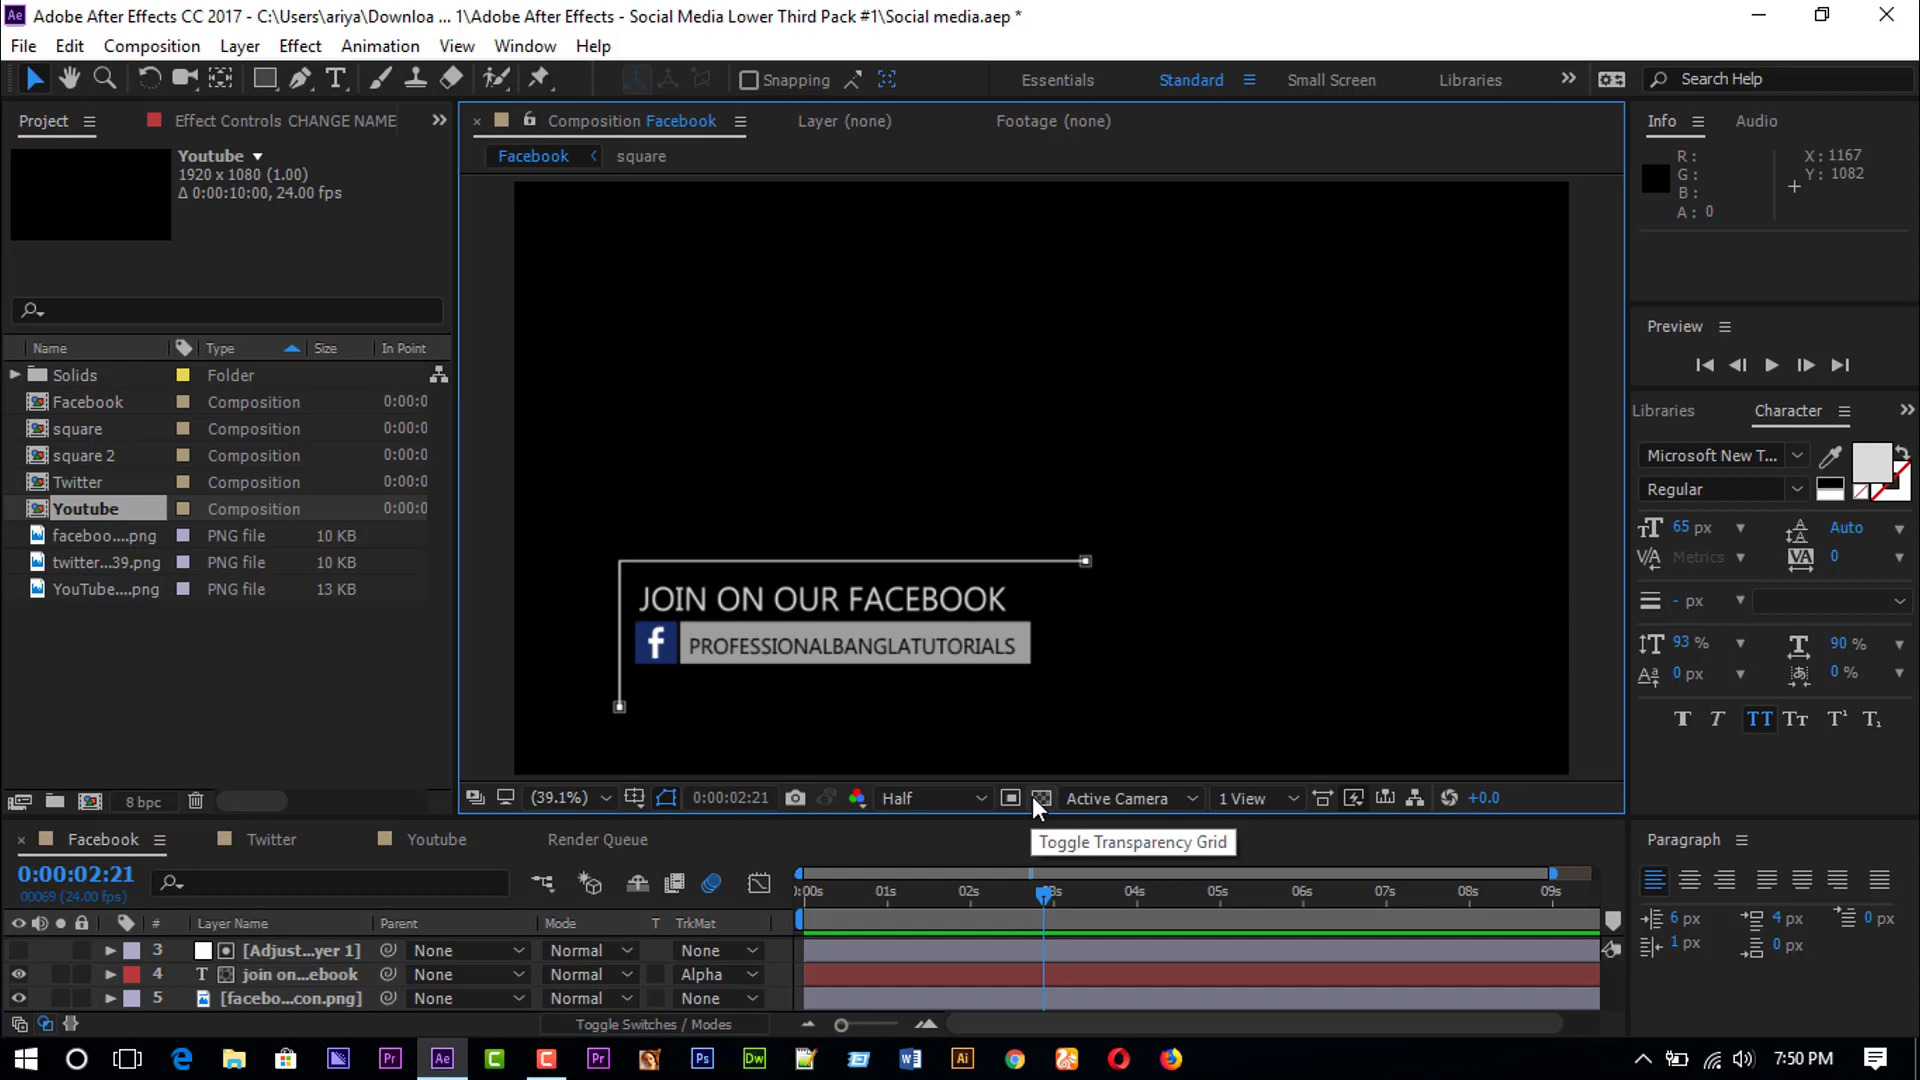 Adobe After Effects CC 2017 - C:\Users\ariya\Downloa ... 1\Adobe After Effects - Social Media Lower Third Pack #1\Social media.aep *
File Edit Composition Layer Effect Animation View Window Help
Snapping Essentials Standard Small Screen Libraries Search Help
Project Effect Controls CHANGE NAME
Composition Facebook Layer (none) Footage (none)
Info Audio
Facebook square
Youtube
1920 x 1080 (1.00)
Δ 0:00:10:00, 24.00 fps
R: X: 1167
G: Y: 1082
B:
A: 0
Preview
Name Type Size In Point
Solids Folder
Facebook Composition 0:00:0
square Composition 0:00:0
square 2 Composition 0:00:0
Twitter Composition 0:00:0
Youtube Composition 0:00:0
faceboo....png PNG file 10 KB
twitter...39.png PNG file 10 KB
YouTube....png PNG file 13 KB
JOIN ON OUR FACEBOOK
f PROFESSIONALBANGLATUTORIALS
Libraries Character
Microsoft New T...
Regular
65 px Auto
Metrics 0
- px
93 % 90 %
0 px 0 %
8 bpc
(39.1%) 0:00:02:21 Half Active Camera 1 View +0.0
Toggle Transparency Grid
Facebook Twitter Youtube Render Queue
0:00:02:21
00069 (24.00 fps)
:00s 01s 02s 03s 04s 05s 06s 07s 08s 09s
# Layer Name Parent Mode T TrkMat
3 [Adjust...yer 1] None Normal None
4 T join on...ebook None Normal Alpha
5 [facebo...con.png] None Normal None
Toggle Switches / Modes
Paragraph
6 px 4 px 0 px
1 px 0 px
7:50 PM